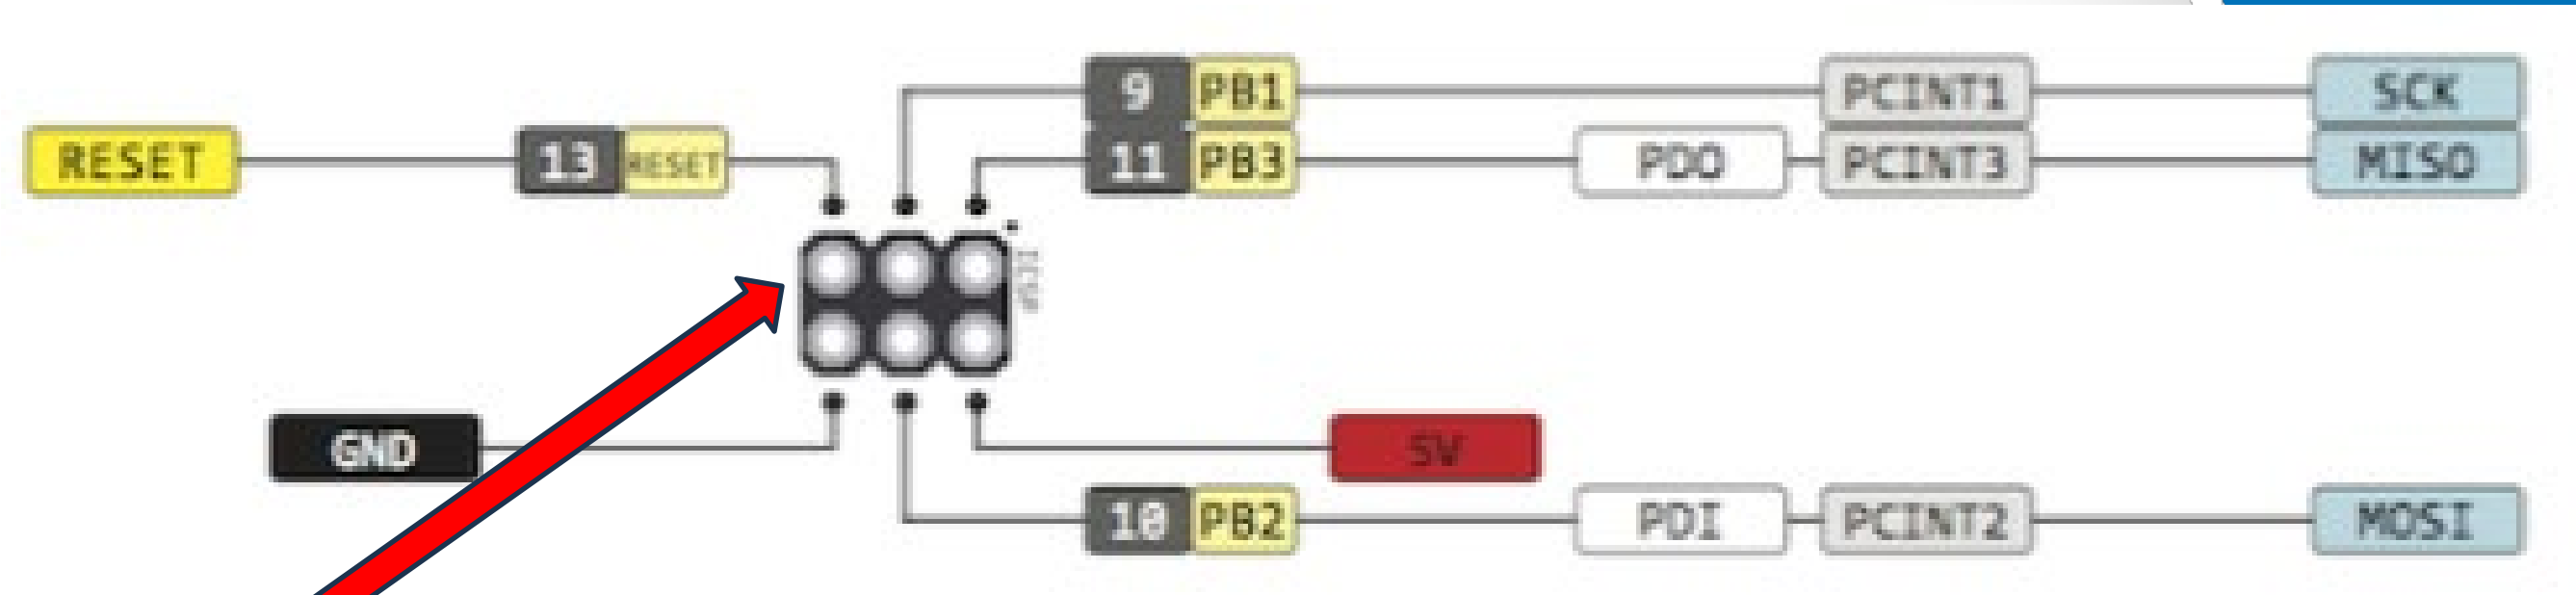 9 PB1 PCINT1 SCK
RESET 13 RESET 11 PB3 PDO PCINT3 MISO
ICSP
GND 5V
10 PB2 PDI PCINT2 MOSI